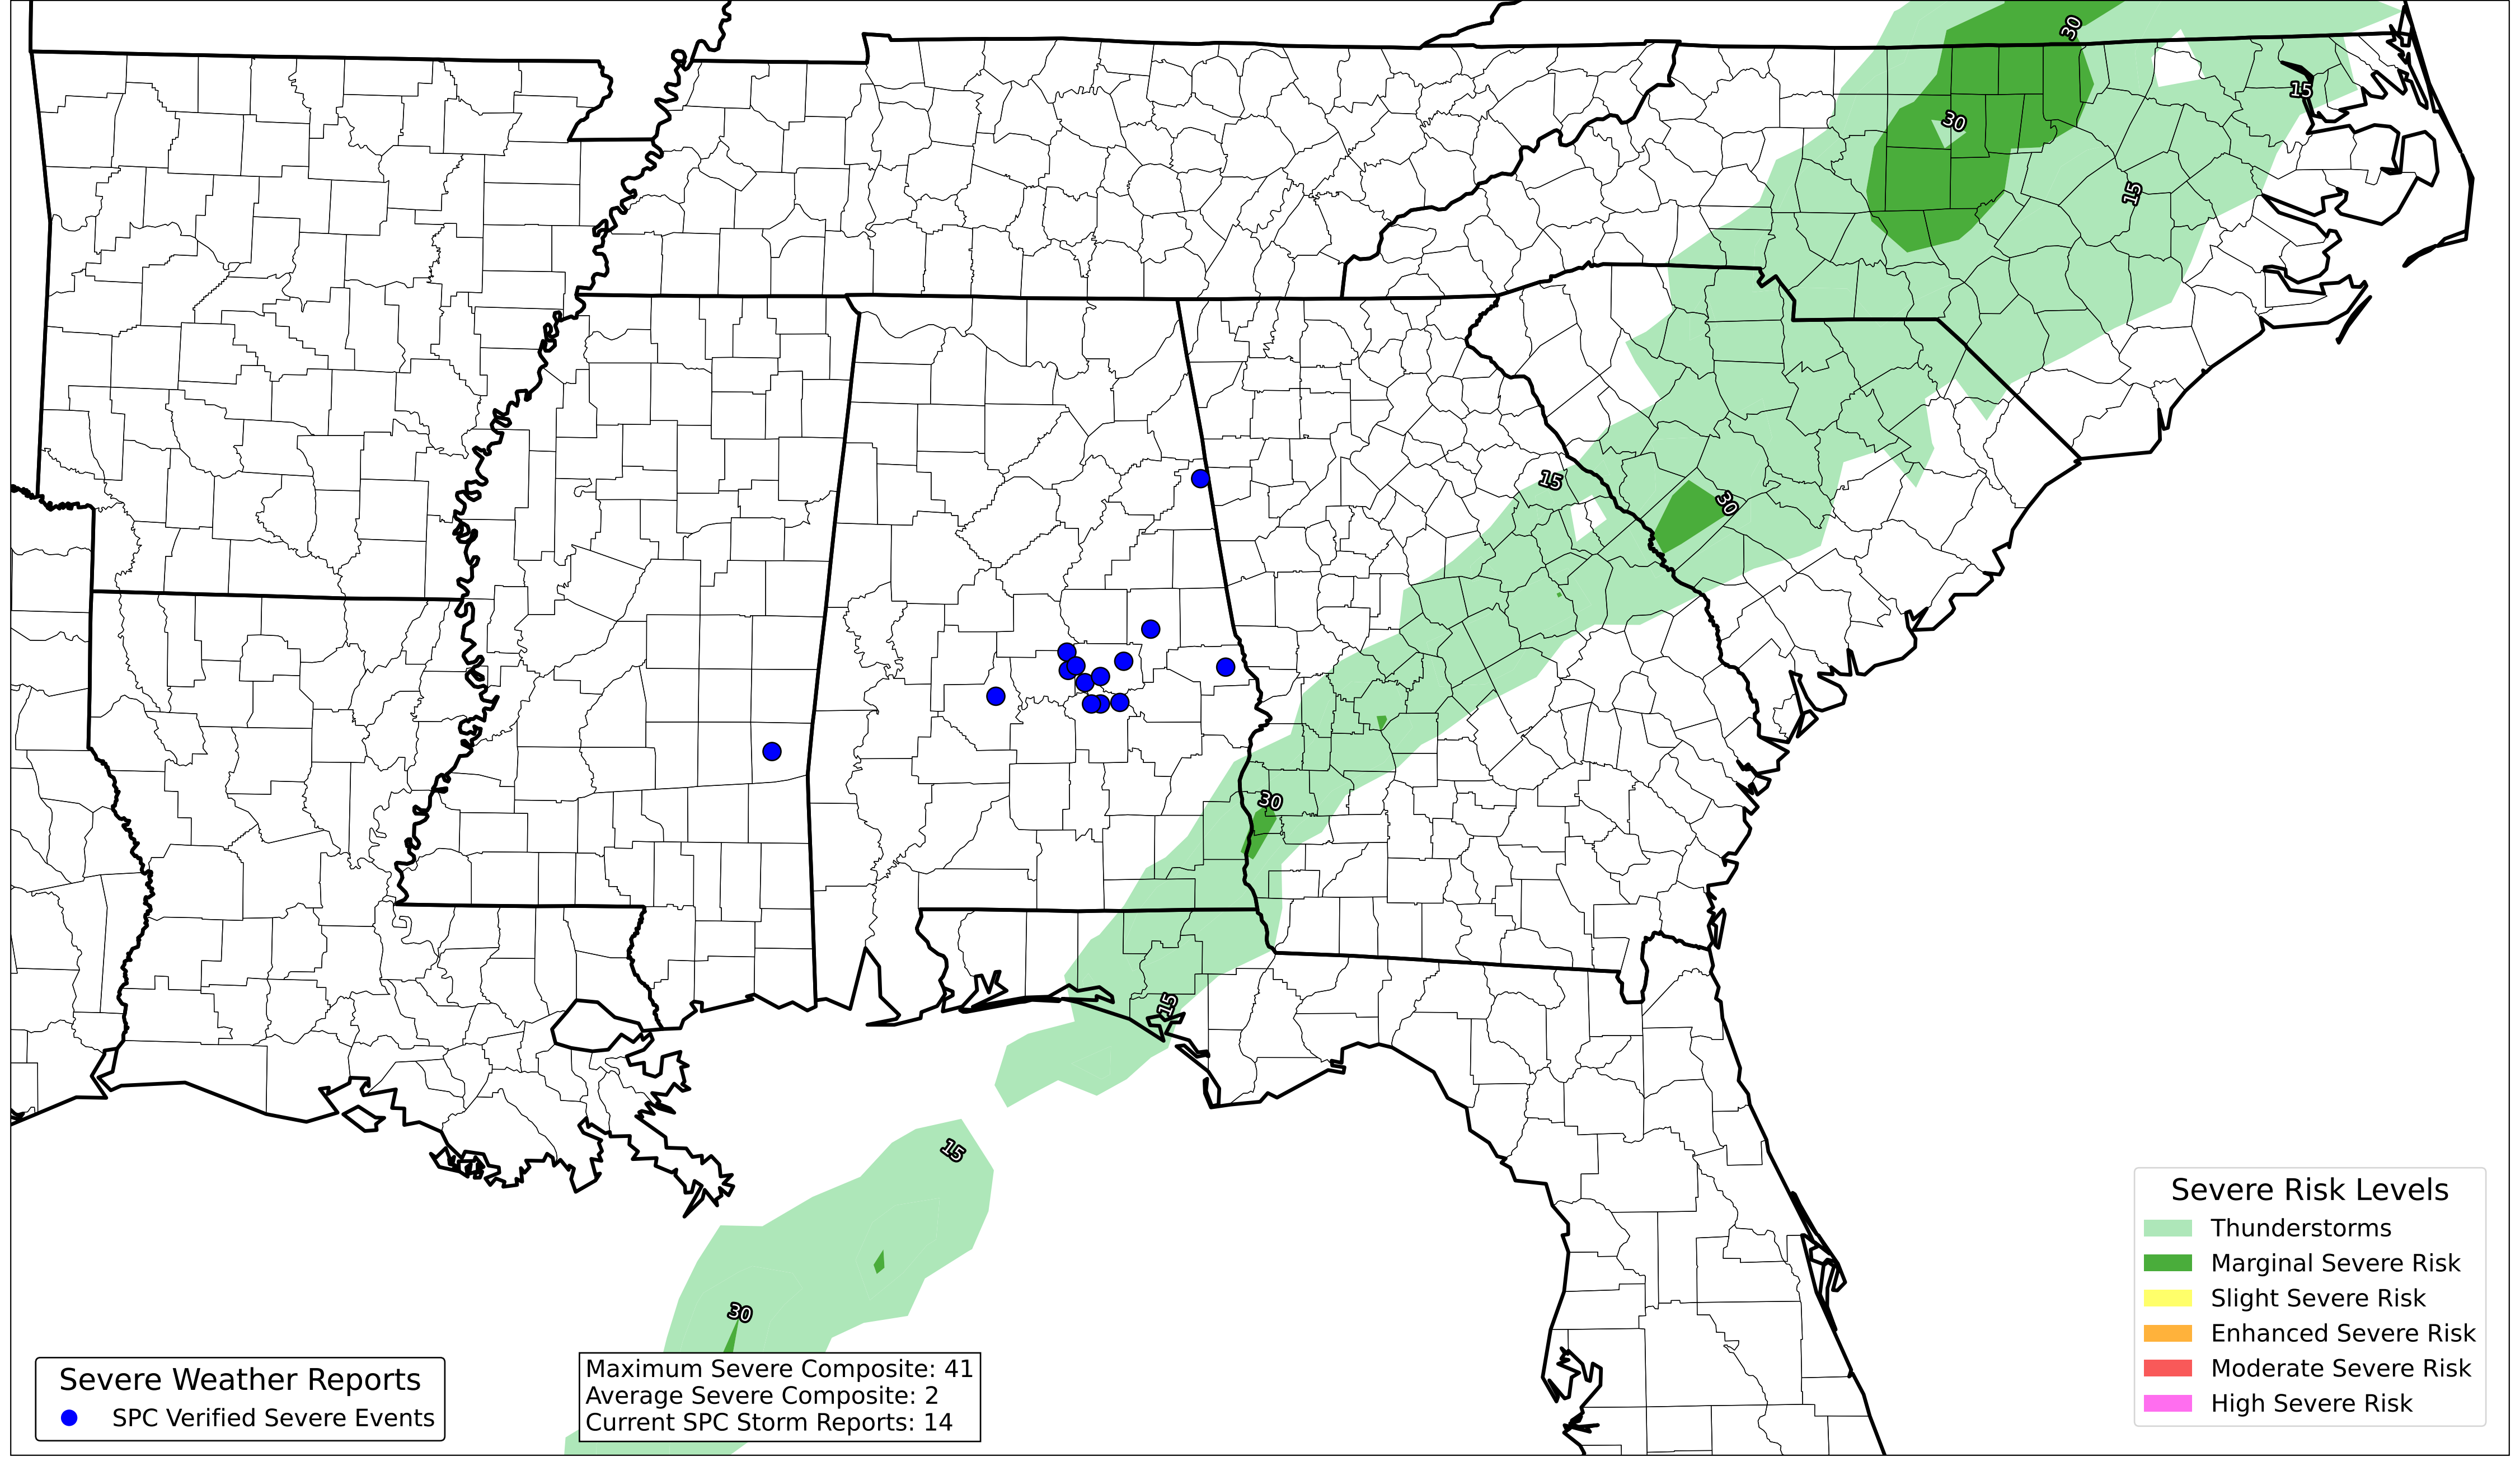 30
15
30
15
15
30
30
15
15
30
Severe Risk Levels
Thunderstorms
Marginal Severe Risk
Slight Severe Risk
Enhanced Severe Risk
Moderate Severe Risk
High Severe Risk
Severe Weather Reports
SPC Verified Severe Events
Maximum Severe Composite: 41
Average Severe Composite: 2
Current SPC Storm Reports: 14